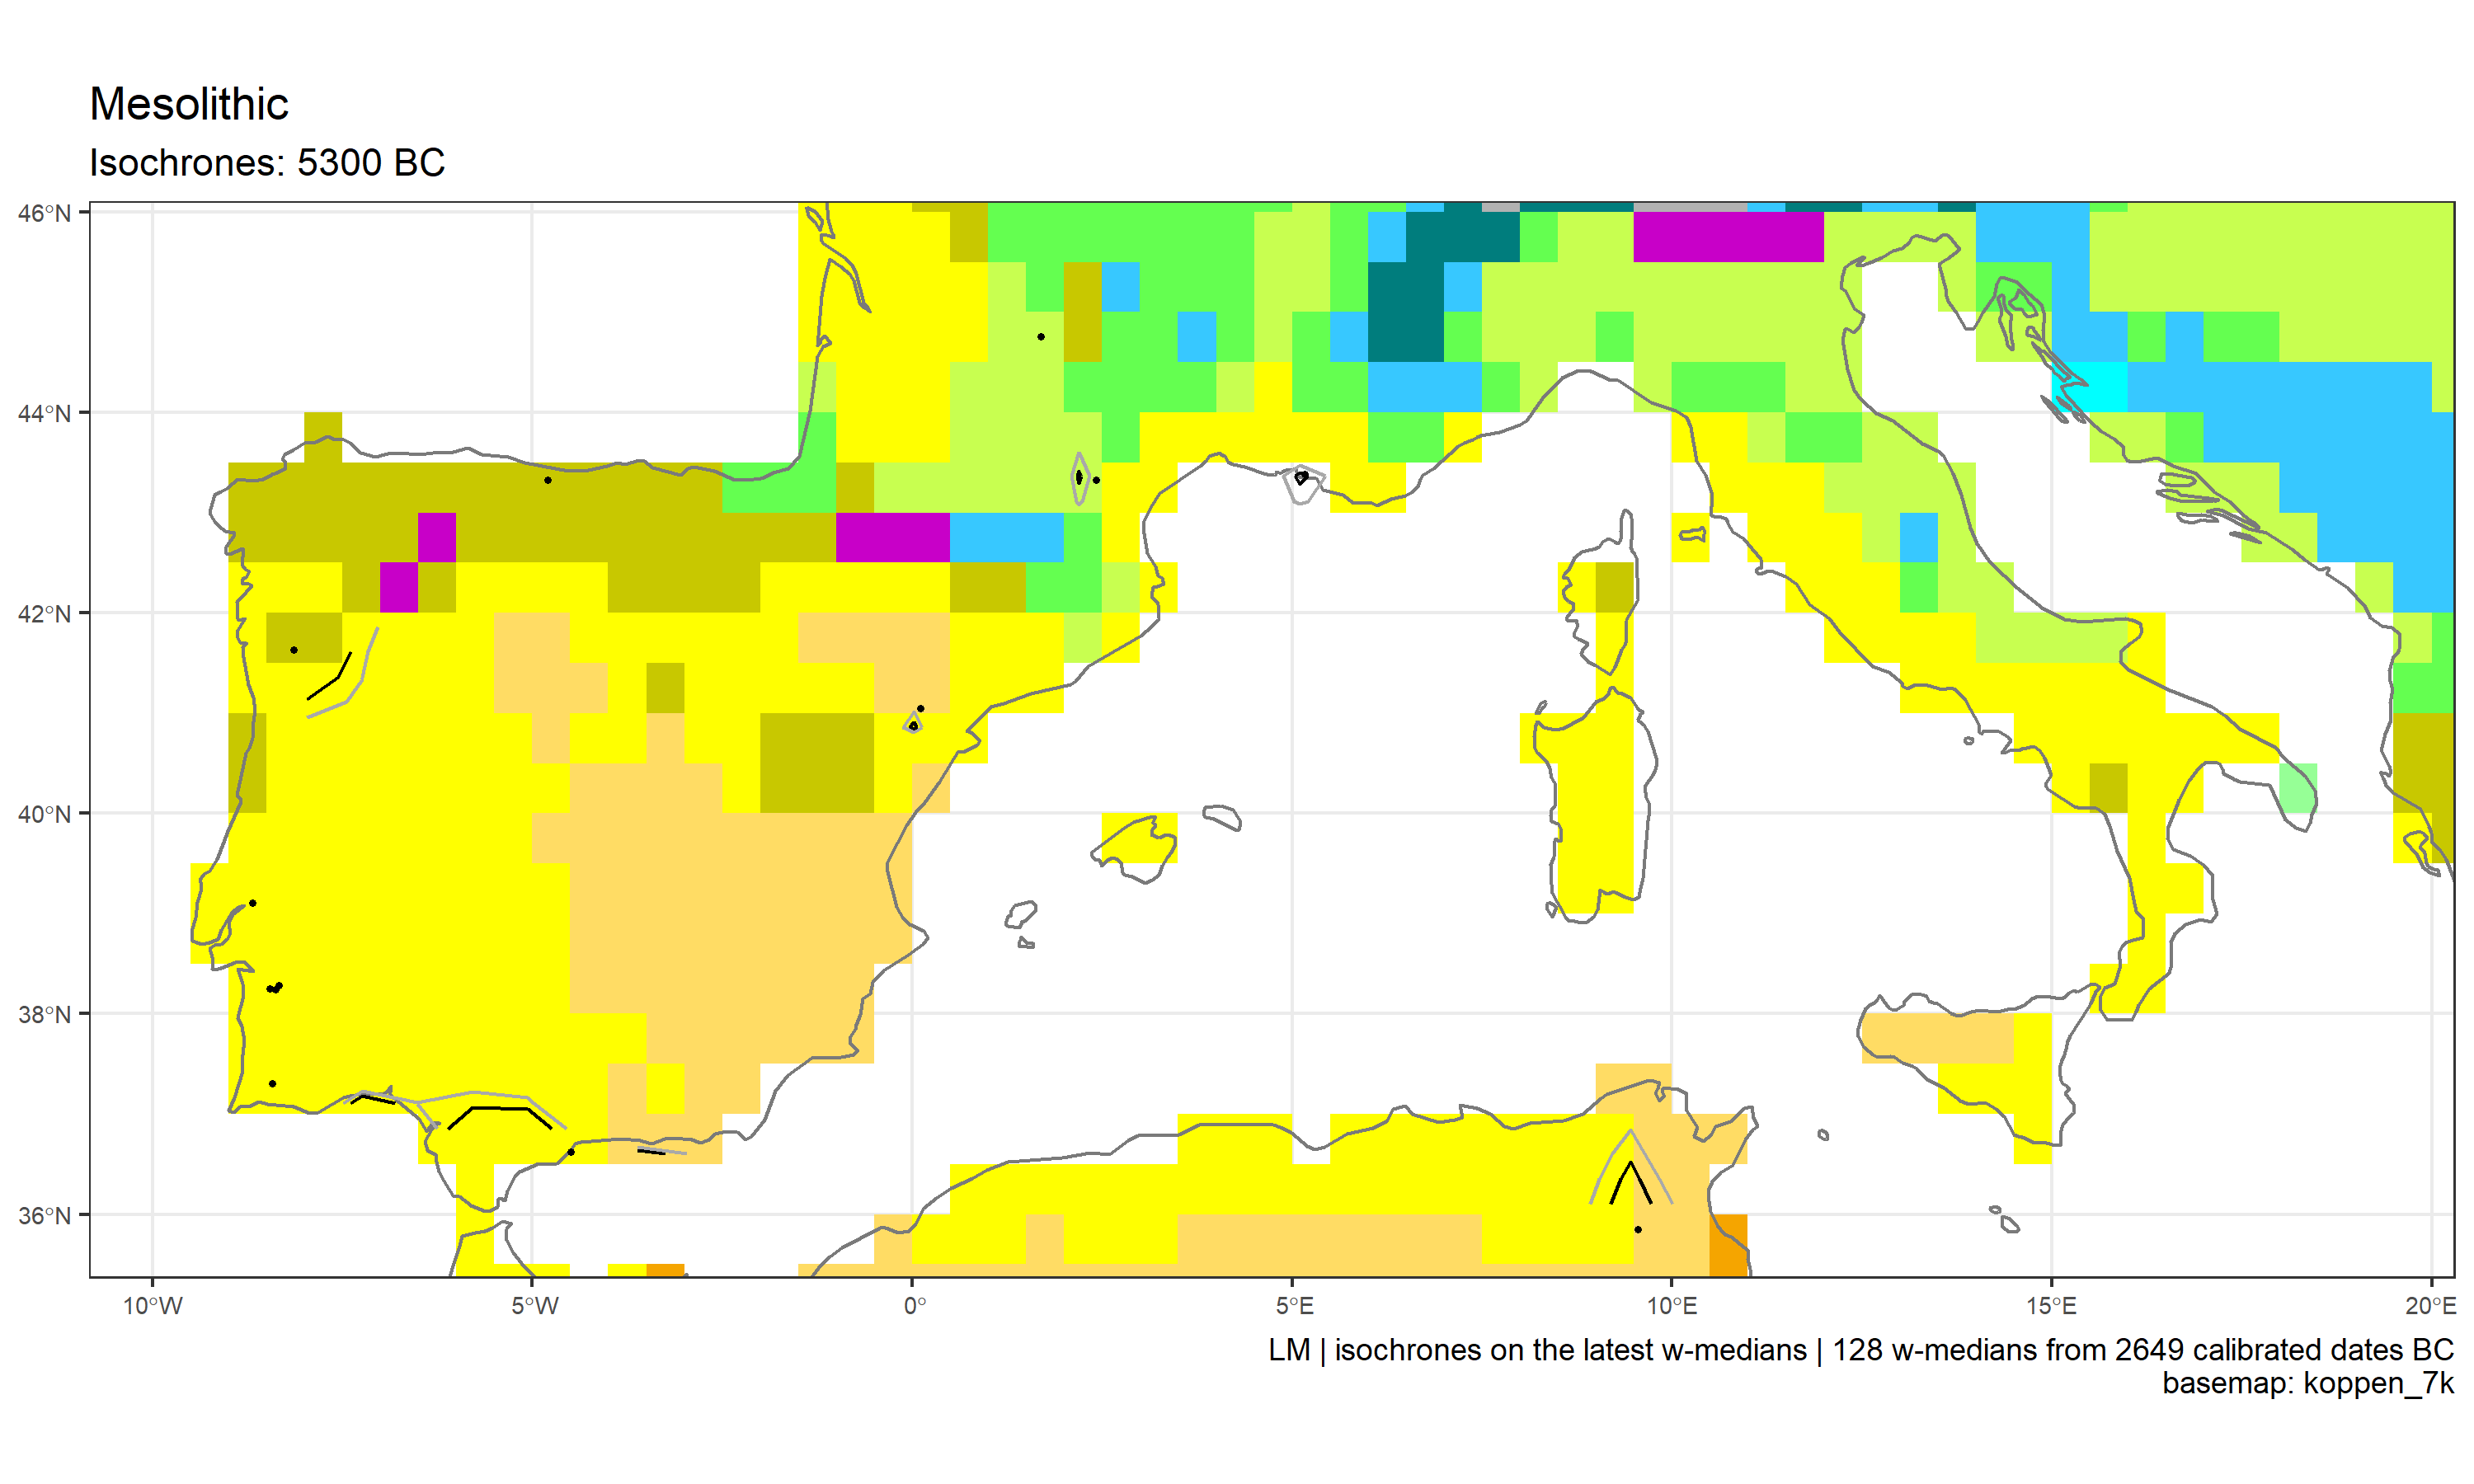 Mesolithic
Isochrones: 5300 BC
46°N
44°N
42°N
40°N
38°N
36°N
10°W
5°W
0°
5°E
10°E
15°E
20°E
LM | isochrones on the latest w-medians | 128 w-medians from 2649 calibrated dates BC
basemap: koppen_7k